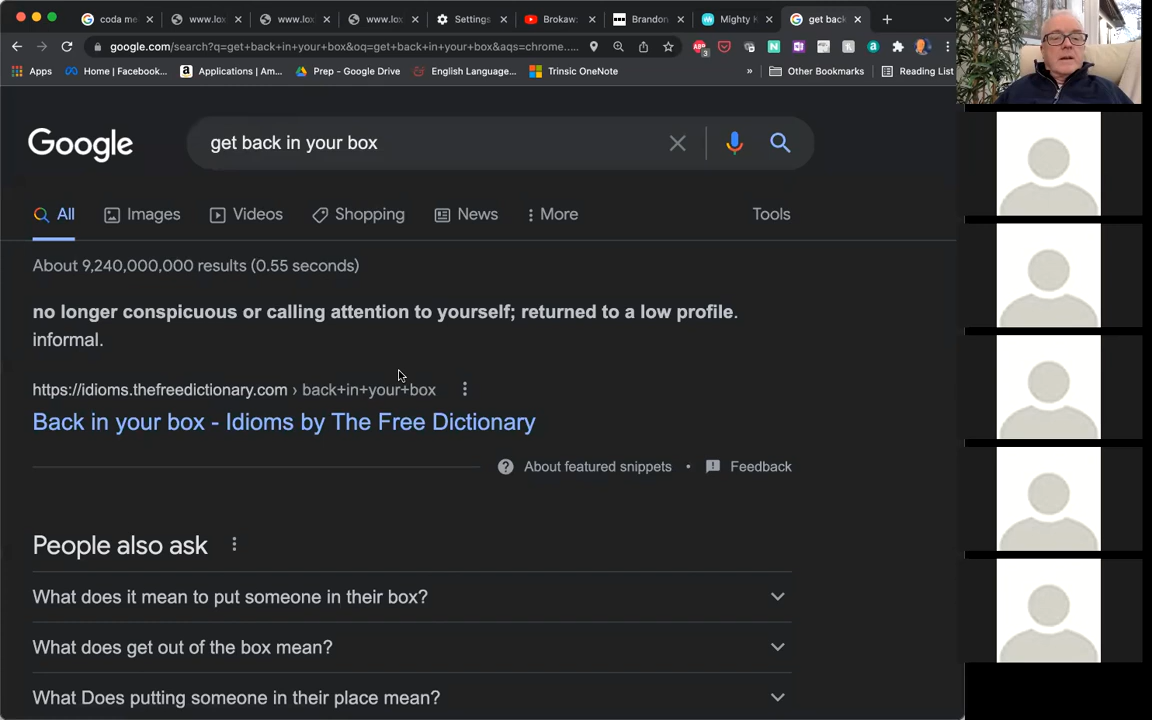 coda me
www.lox
www.lox
www.lox
Settings
Brokaw:
Brandon
Mighty K
get back
google.com/search?q=get+back+in+your+box&oq=get+back+in+your+box&aqs=chrome....
3
Apps
Home | Facebook...
Applications | Am...
Prep - Google Drive
English Language...
Trinsic OneNote
»
Other Bookmarks
Reading List
Google
get back in your box
All
Images
Videos
Shopping
News
More
Tools
About 9,240,000,000 results (0.55 seconds)
no longer conspicuous or calling attention to yourself; returned to a low profile.
informal.
https://idioms.thefreedictionary.com › back+in+your+box
Back in your box - Idioms by The Free Dictionary
About featured snippets • Feedback
People also ask
What does it mean to put someone in their box?
What does get out of the box mean?
What Does putting someone in their place mean?